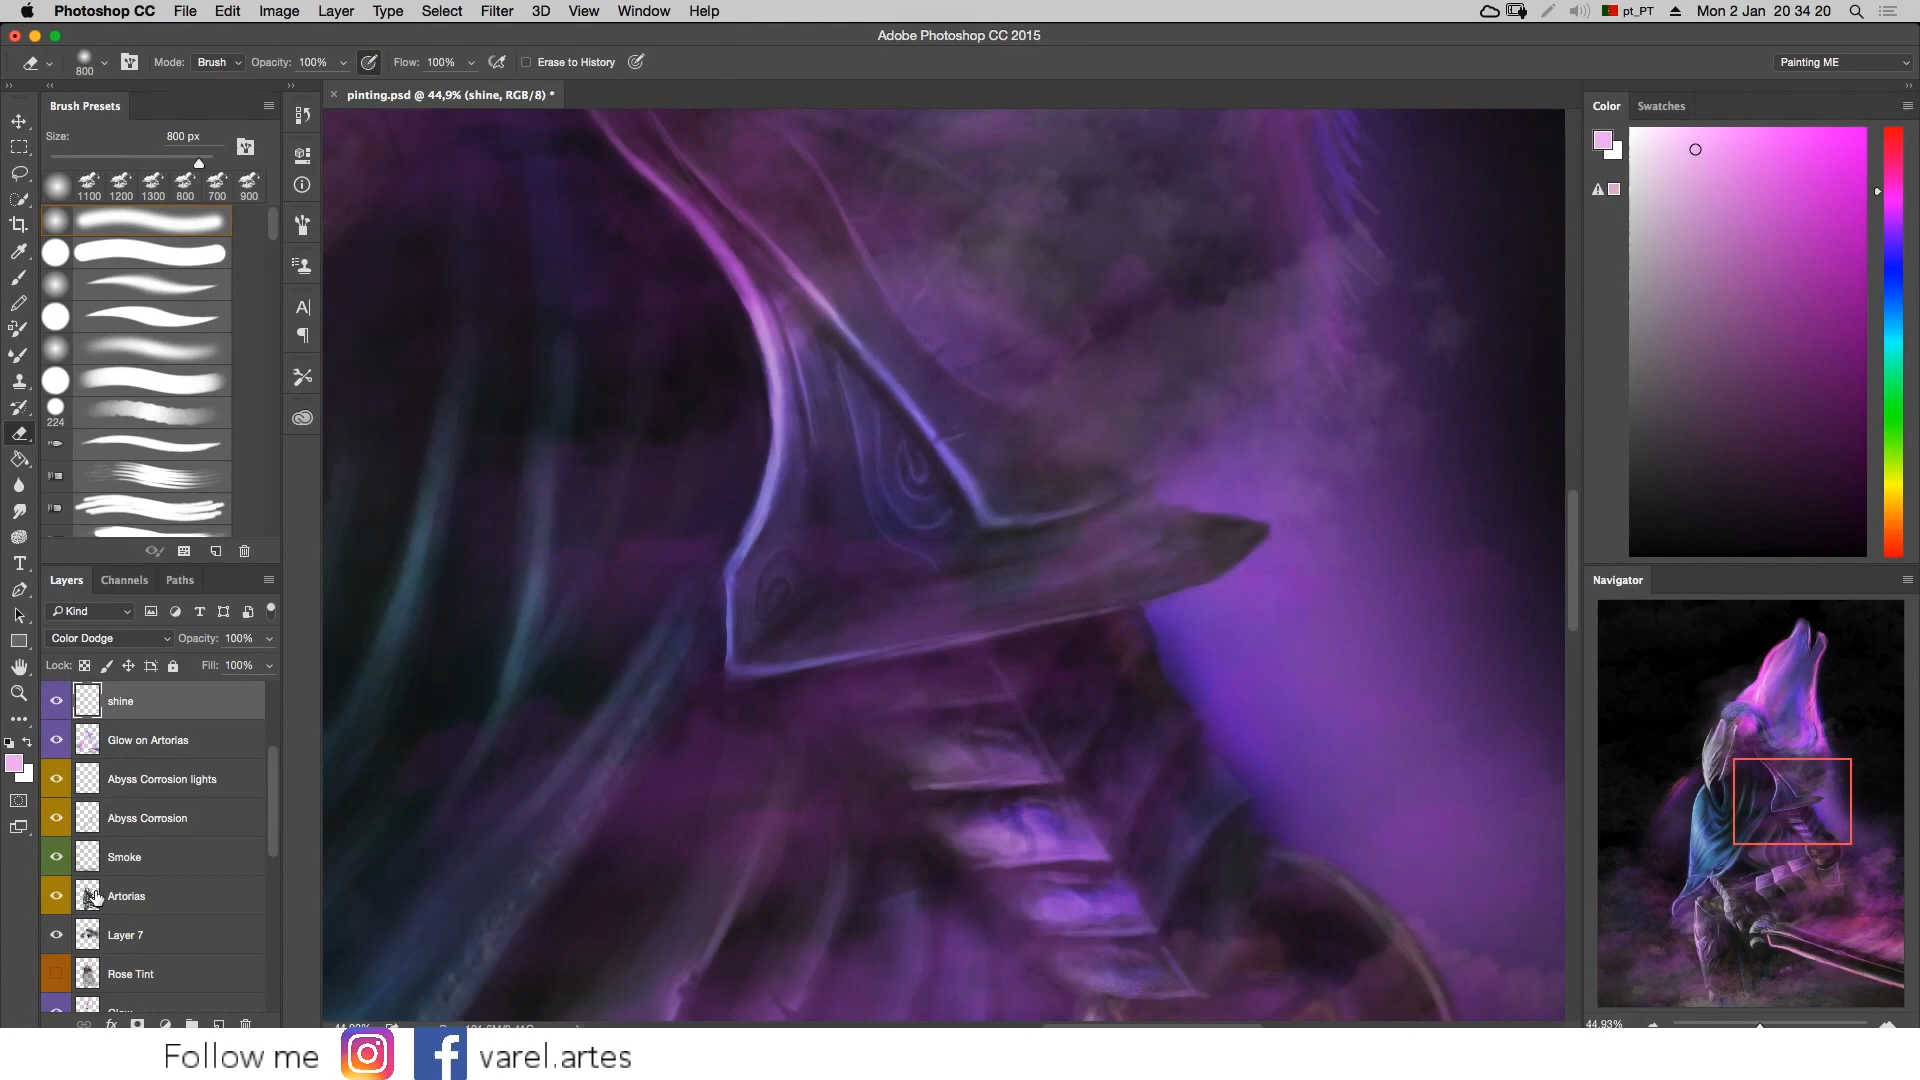 Photoshop CC File Edit Image Layer Type Select Filter 3D View Window Help pt_PT Mon 2 Jan 20 34 20
Adobe Photoshop CC 2015
800 Mode: Brush Opacity: 100% Flow: 100% Erase to History Painting ME
pinting.psd @ 44,9% (shine, RGB/8) *
Brush Presets
Size: 800 px
1100 1200 1300 800 700 900
224
Layers Channels Paths
Kind
Color Dodge Opacity: 100%
Lock: Fill: 100%
shine
Glow on Artorias
Abyss Corrosion lights
Abyss Corrosion
Smoke
Artorias
Layer 7
Rose Tint
Color Swatches
Navigator
44,93%
Follow me varel.artes